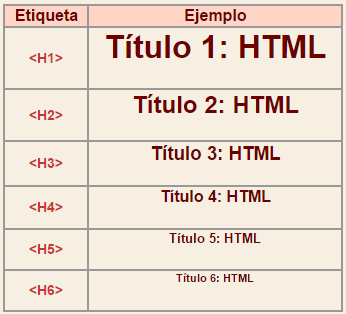 Etiqueta Ejemplo
<H1> Título 1: HTML
<H2> Título 2: HTML
<H3> Título 3: HTML
<H4> Título 4: HTML
<H5> Título 5: HTML
<H6> Título 6: HTML